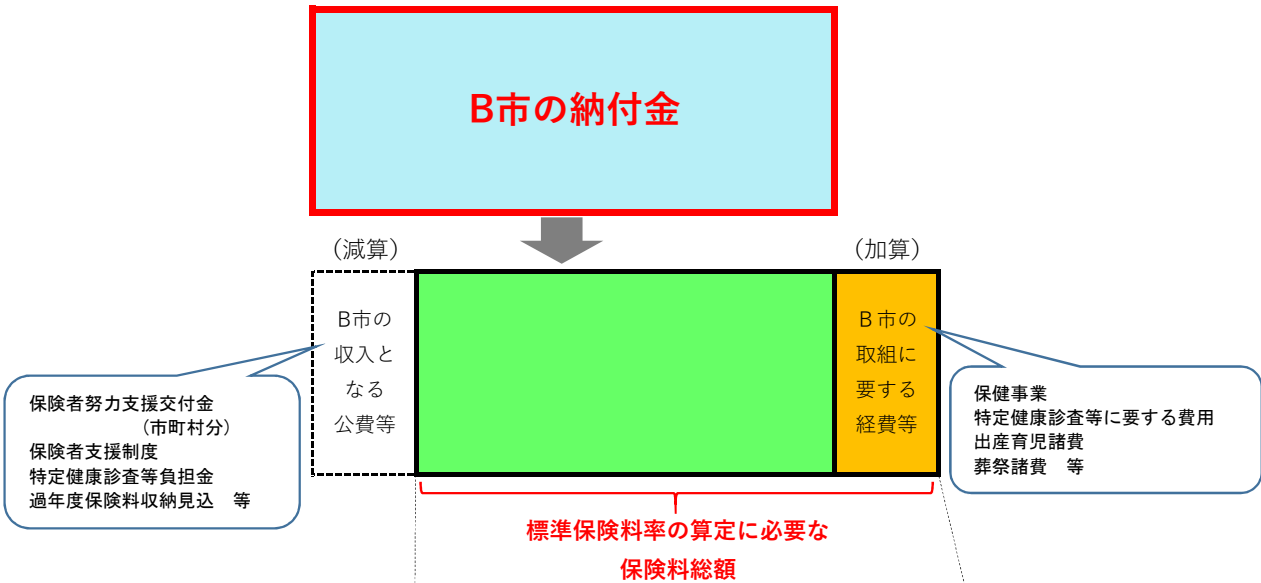 B市の納付金
（減算）
（加算）
B市の
収入と
なる
公費等
Ｂ市の
取組に
要する
経費等
保険者努力支援交付金
（市町村分）
保険者支援制度
特定健康診査等負担金
過年度保険料収納見込　等
保健事業
特定健康診査等に要する費用
出産育児諸費
葬祭諸費　等
標準保険料率の算定に必要な
保険料総額